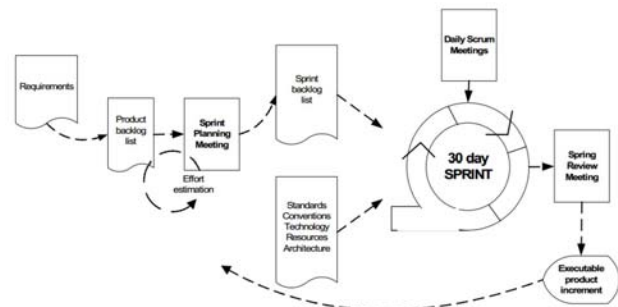 Requirements
Product
backlog
list
Sprint
Planning
Meeting
Effort
estimation
Sprint
backlog
list
Standards
Conventions
Technology
Resources
Architecture
Daily Scrum
Meetings
30 day
SPRINT
Spring
Review
Meeting
Executable
product
increment